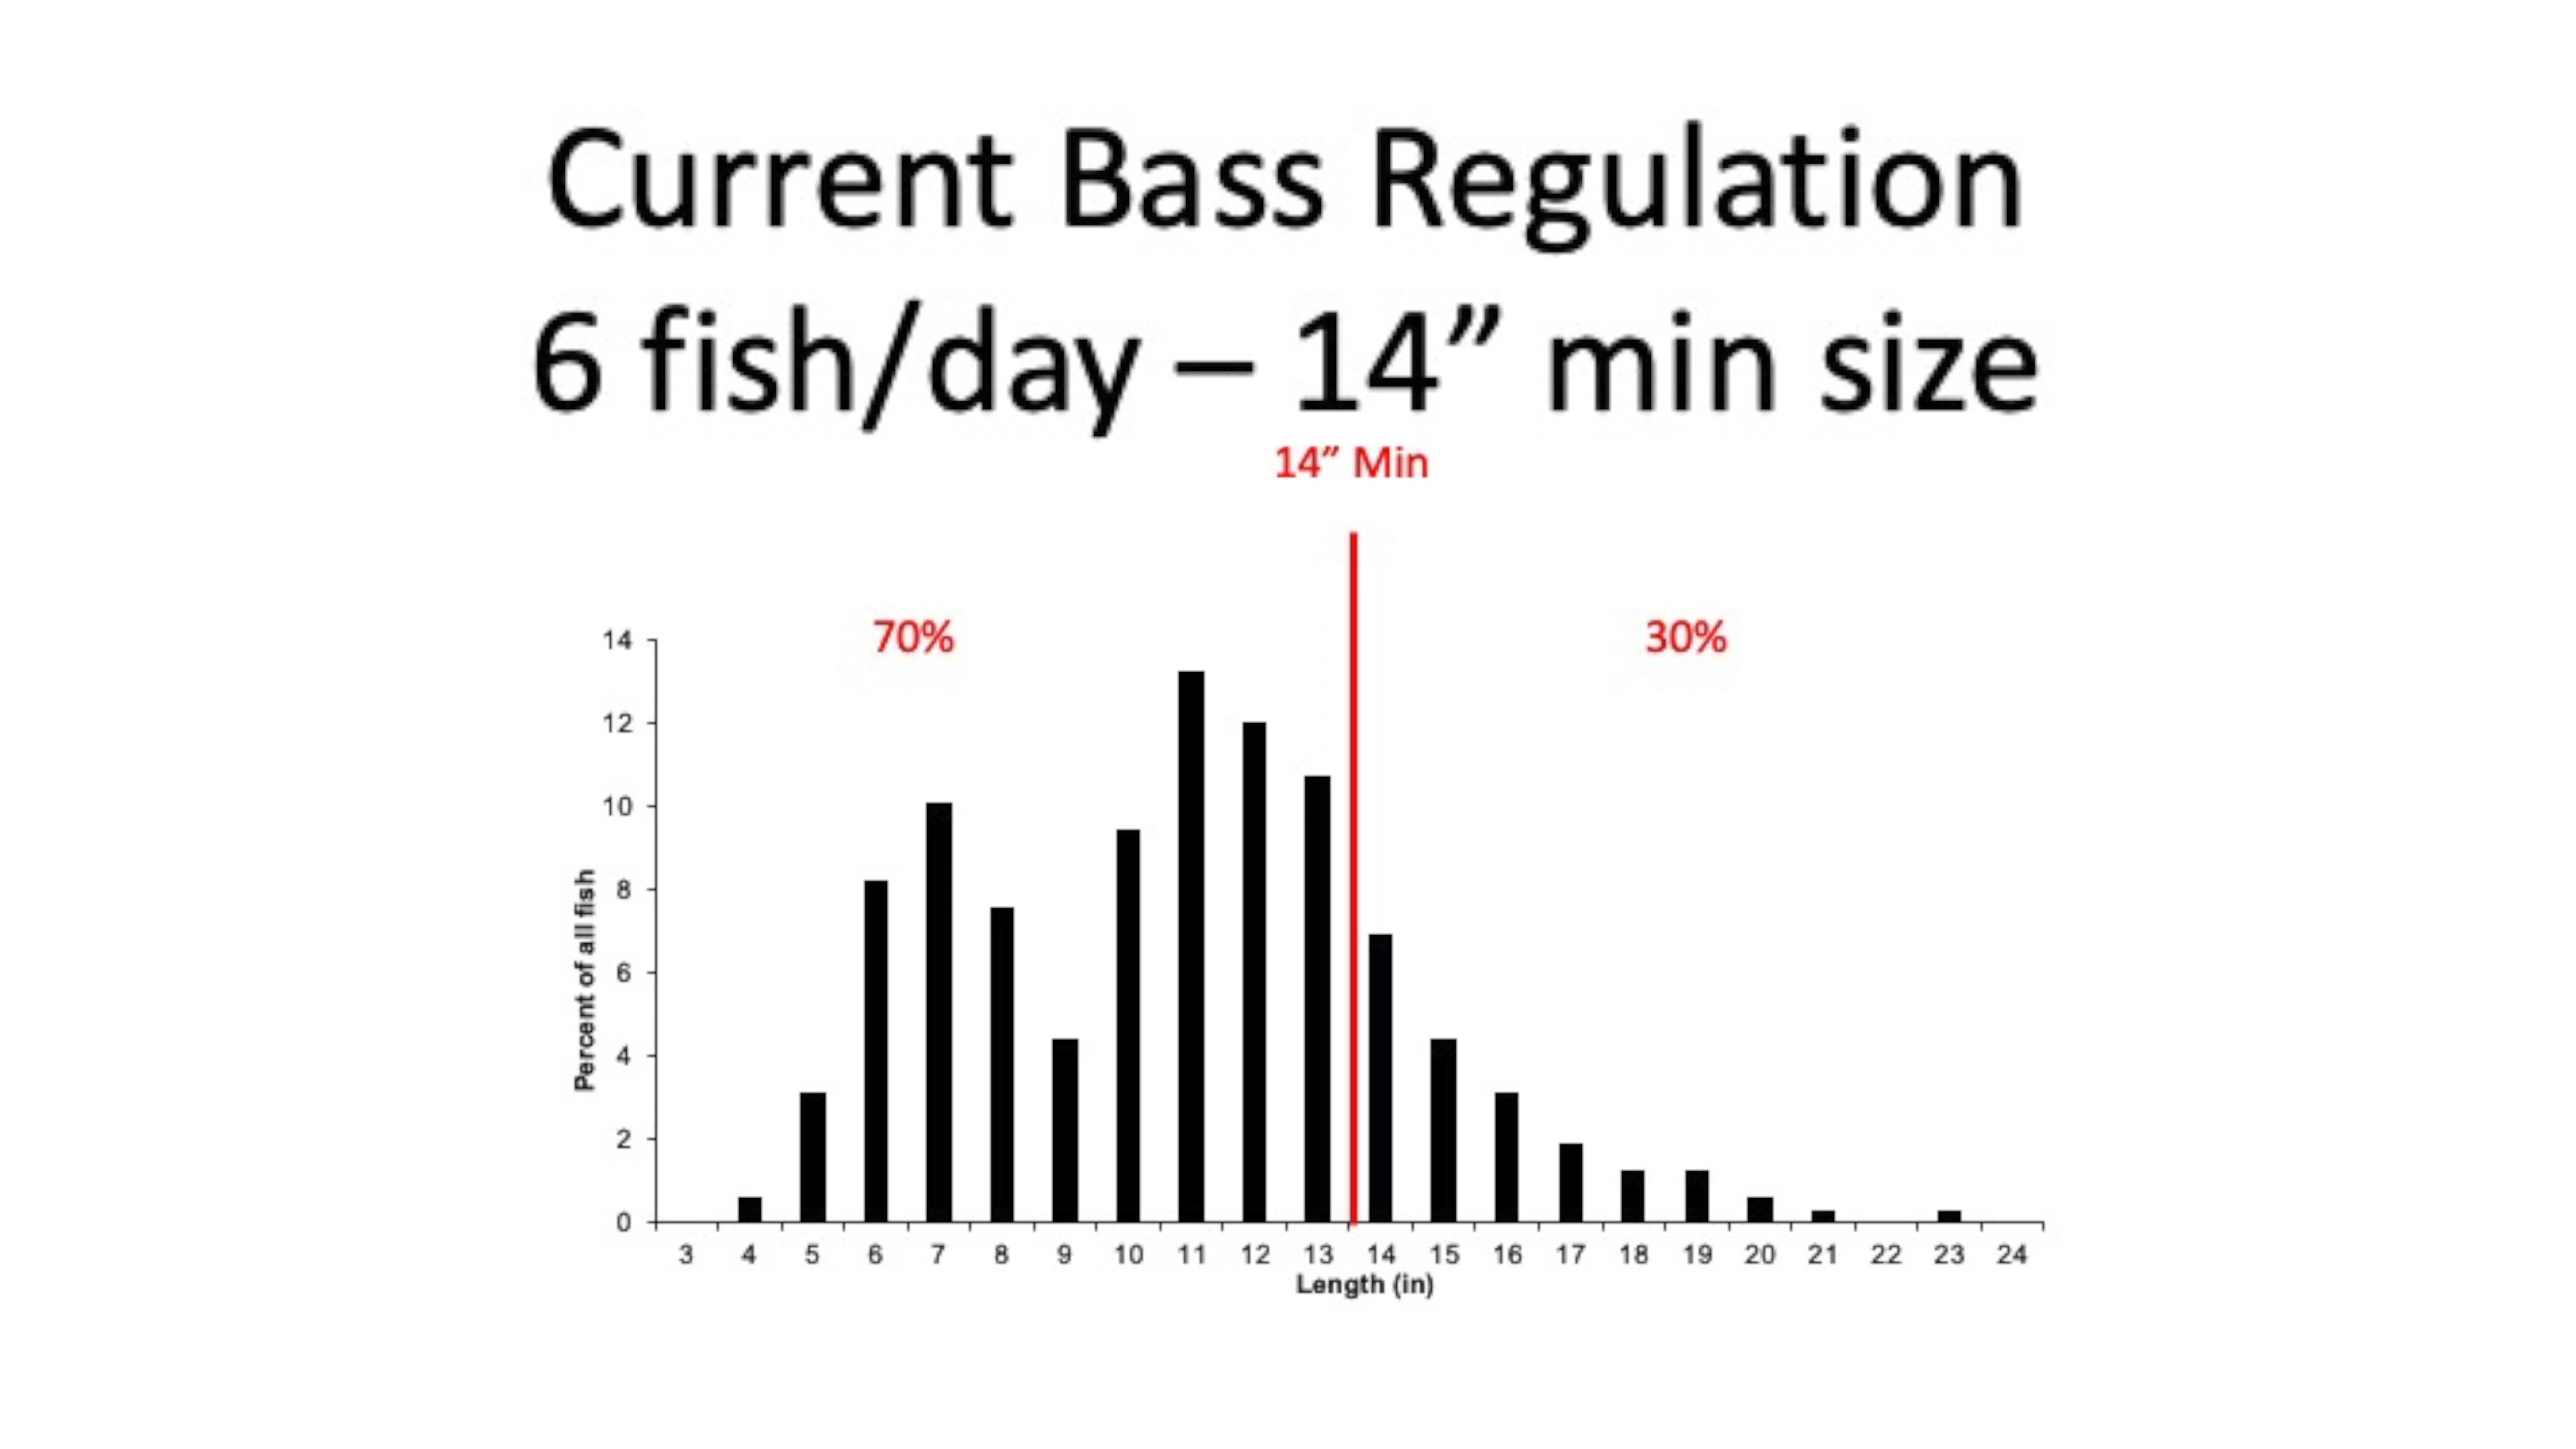 Current Bass Regulation
6 fish/day – 14” min size
14” Min
70%
30%
14
12
10
8
6
4
2
0
Percent of all fish
3 4 5 6 7 8 9 10 11 12 13 14 15 16 17 18 19 20 21 22 23 24
Length (in)